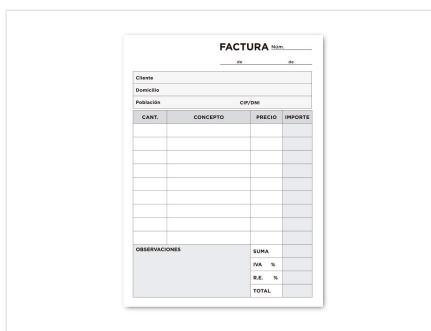 FACTURA Núm.
de de
Cliente
Domicilio
Población CIF/DNI
CANT. CONCEPTO PRECIO IMPORTE
OBSERVACIONES SUMA
IVA %
R.E. %
TOTAL